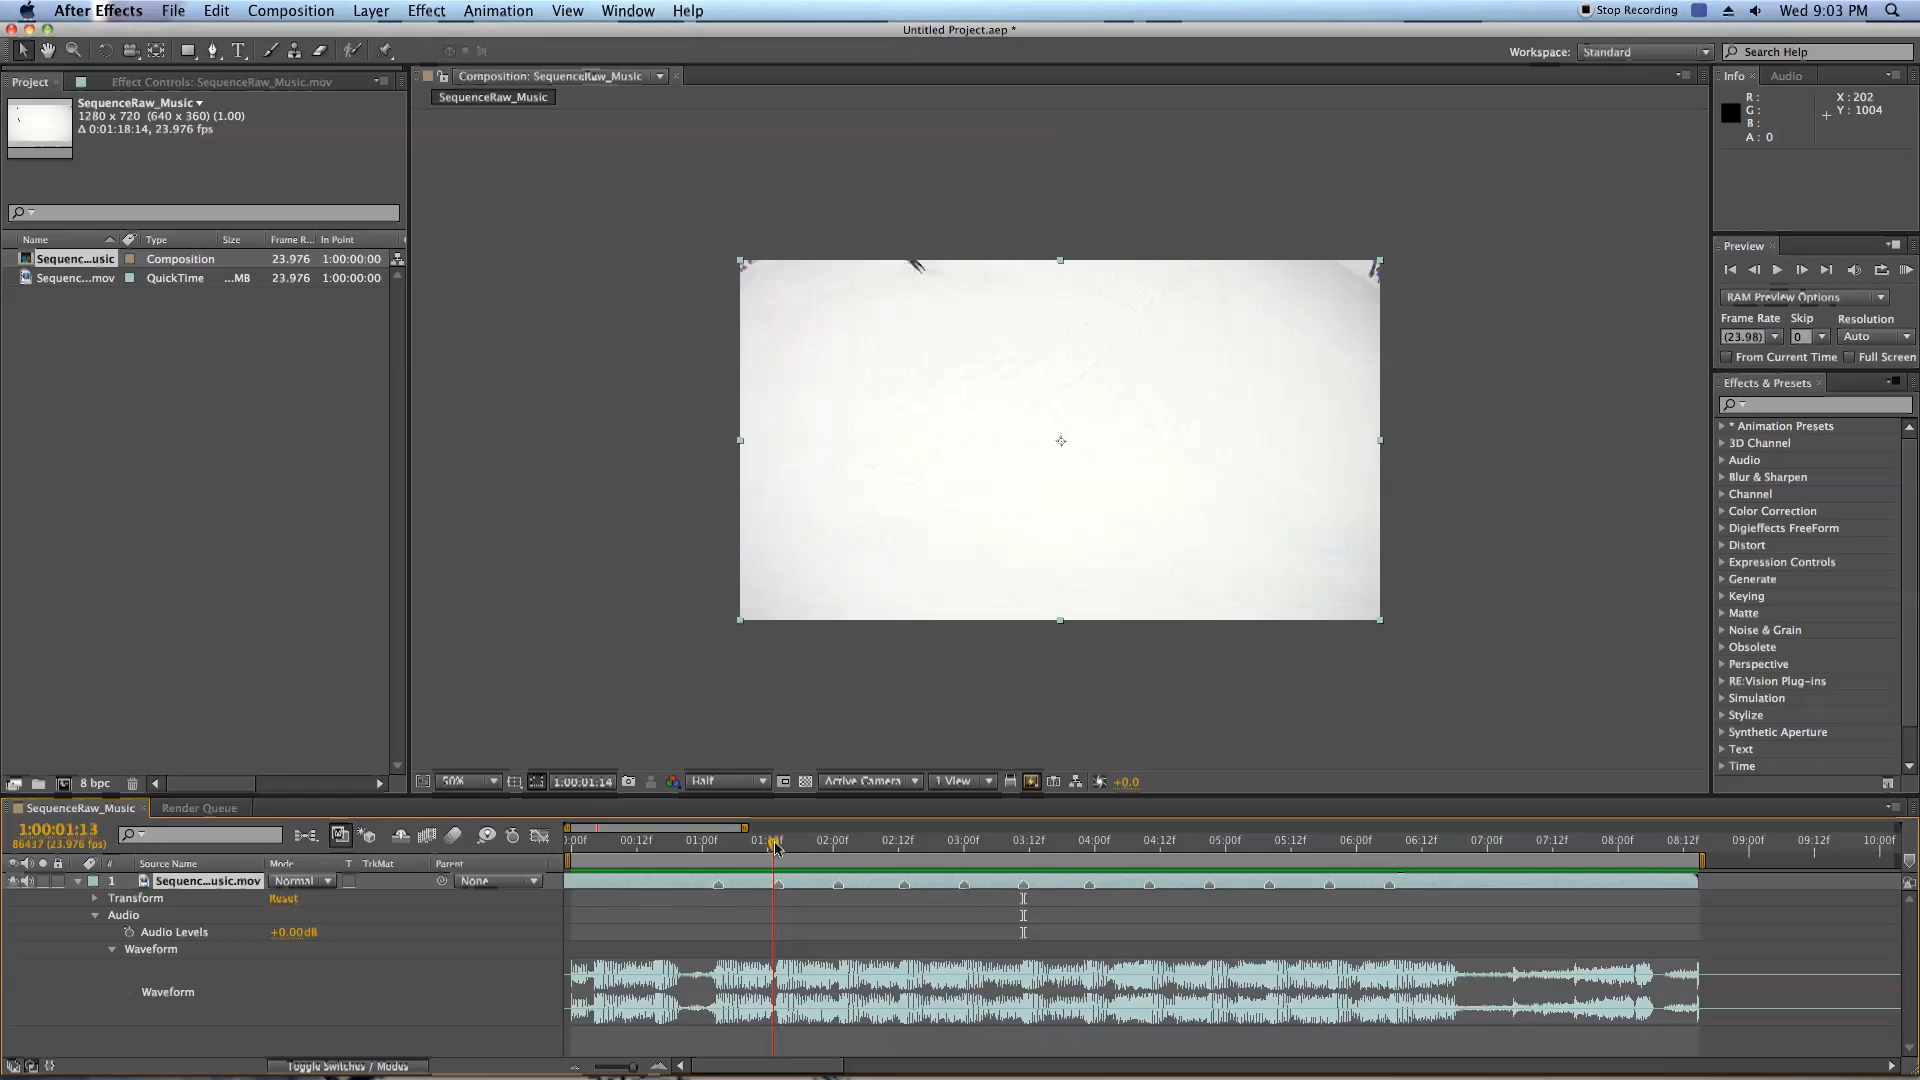 After Effects File Edit Composition Layer Effect Animation View Window Help
Stop Recording Wed 9:03 PM
Untitled Project.aep *
Workspace: Standard Search Help
Project Effect Controls: SequenceRaw_Music.mov
Composition: SequenceRaw_Music
Info Audio
SequenceRaw_Music
1280 x 720 (640 x 360) (1.00)
Δ 0:01:18:14, 23.976 fps
SequenceRaw_Music
R :
G :
B :
A : 0
X : 202
Y : 1004
Name Type Size Frame R... In Point
Sequenc...usic Composition 23.976 1:00:00:00
Sequenc...mov QuickTime ...MB 23.976 1:00:00:00
Preview
RAM Preview Options
Frame Rate Skip Resolution
(23.98) 0 Auto
From Current Time Full Screen
Effects & Presets
* Animation Presets
3D Channel
Audio
Blur & Sharpen
Channel
Color Correction
Digieffects FreeForm
Distort
Expression Controls
Generate
Keying
Matte
Noise & Grain
Obsolete
Perspective
RE:Vision Plug-ins
Simulation
Stylize
Synthetic Aperture
Text
Time
8 bpc
50% 1:00:01:14 Half Active Camera 1 View +0.0
SequenceRaw_Music Render Queue
1:00:01:13
86437 (23.976 fps)
:00f 00:12f 01:00f 02:00f 02:12f 03:00f 03:12f 04:00f 04:12f 05:00f 05:12f 06:00f 06:12f 07:00f 07:12f 08:00f 08:12f 09:00f 09:12f 10:00f
# Source Name Mode T TrkMat Parent
1 Sequenc...usic.mov Normal None
Transform Reset
Audio
Audio Levels +0.00dB
Waveform
Waveform
Toggle Switches / Modes